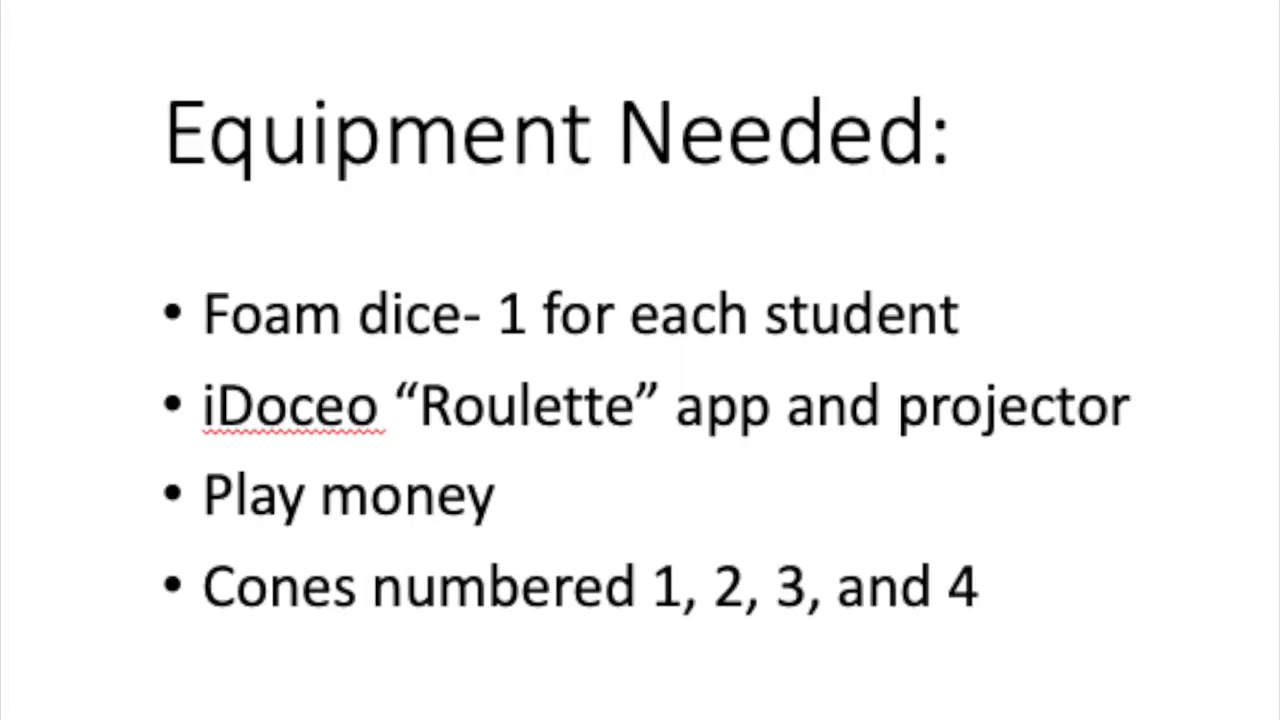 Equipment Needed:
• Foam dice- 1 for each student
• iDoceo “Roulette” app and projector
• Play money
• Cones numbered 1, 2, 3, and 4